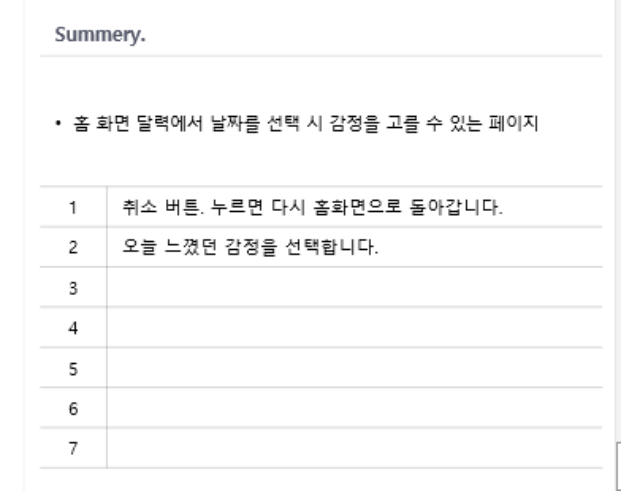 Summery.
• 홈 화면 달력에서 날짜를 선택 시 감정을 고를 수 있는 페이지
1 취소 버튼. 누르면 다시 홈화면으로 돌아갑니다.
2 오늘 느꼈던 감정을 선택합니다.
3
4
5
6
7